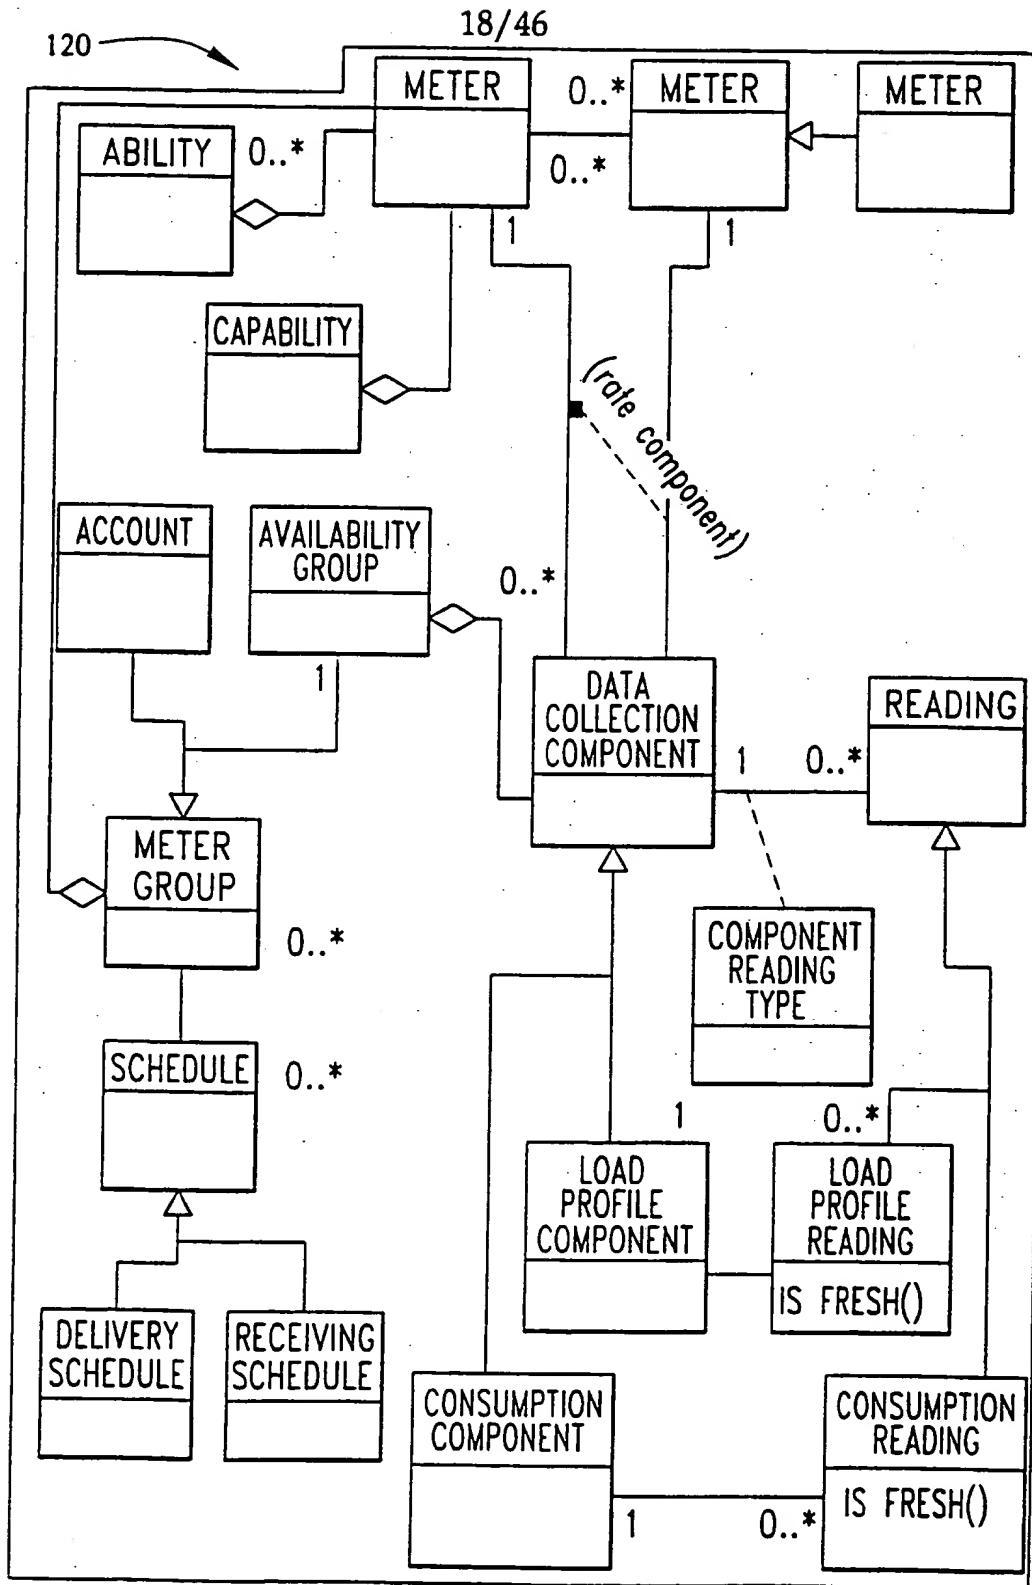 18/46
120
METER
0..*
METER
METER
ABILITY
0..*
0..*
1
1
CAPABILITY
(rate component)
ACCOUNT
AVAILABILITY
GROUP
0..*
1
DATA
COLLECTION
COMPONENT
READING
1
0..*
METER
GROUP
0..*
COMPONENT
READING
TYPE
SCHEDULE
0..*
1
0..*
LOAD
PROFILE
COMPONENT
LOAD
PROFILE
READING
IS FRESH()
DELIVERY
SCHEDULE
RECEIVING
SCHEDULE
CONSUMPTION
COMPONENT
CONSUMPTION
READING
IS FRESH()
1
0..*